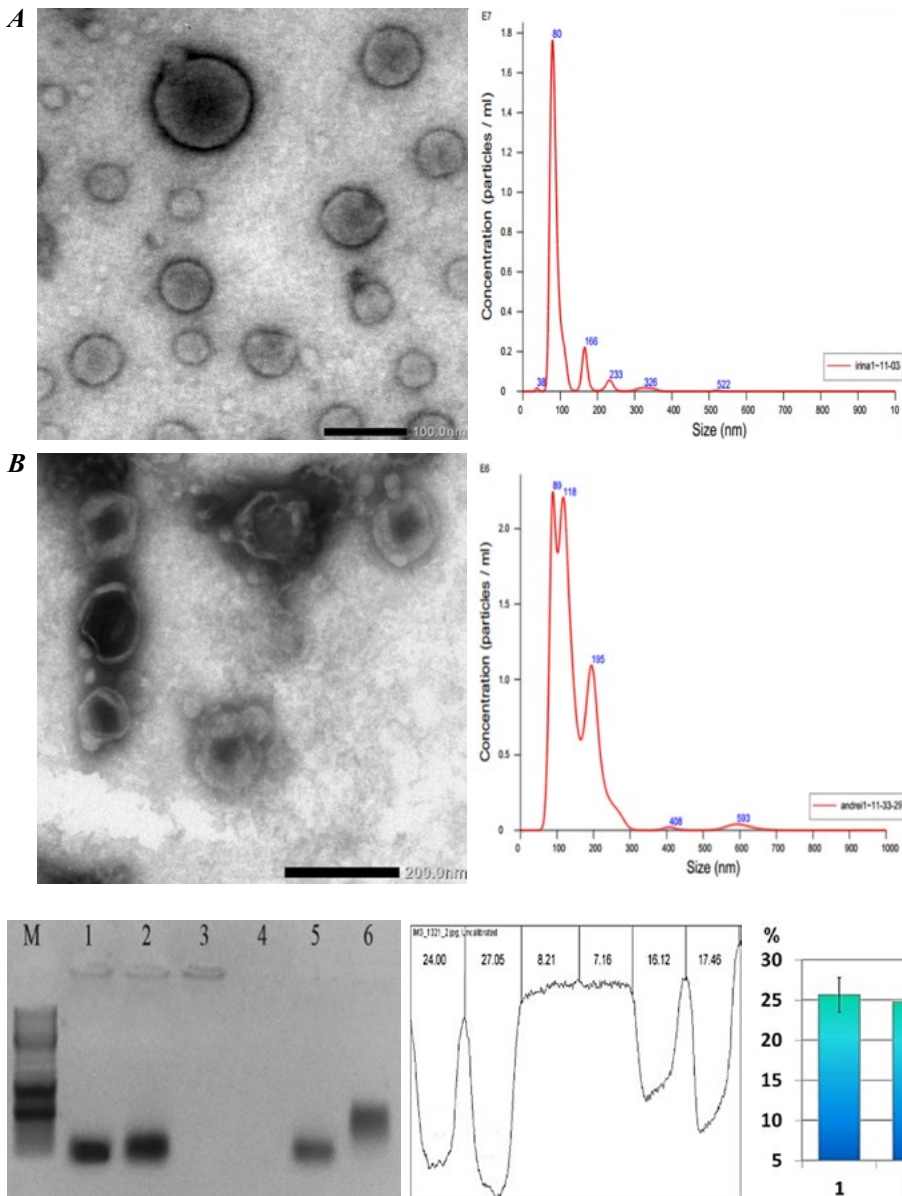 A
100.0nm
E7
Concentration (particles / ml)
1.8
1.6
1.4
1.2
1.0
0.8
0.6
0.4
0.2
0
80
38
166
233
326
522
irina1~11-03
0 100 200 300 400 500 600 700 800 900 10
Size (nm)
B
200.0nm
E6
Concentration (particles / ml)
2.0
1.5
1.0
0.5
0
89 118
195
408
593
andrei1~11-33-29
0 100 200 300 400 500 600 700 800 900 1000
Size (nm)
M 1 2 3 4 5 6
IMG_1321_2.jpg, Uncalibrated
24.00 27.05 8.21 7.16 16.12 17.46
%
30
25
20
15
10
5
1